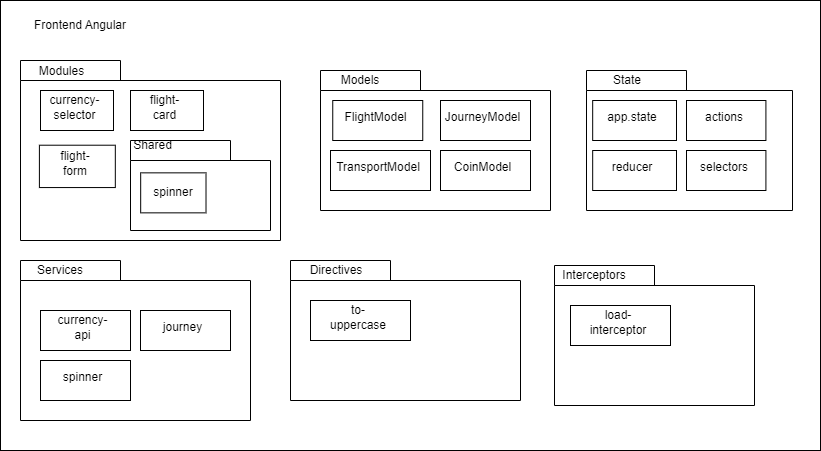 Frontend Angular
Modules
currency-
selector
flight-
card
flight-
form
Shared
spinner
Models
FlightModel
JourneyModel
TransportModel
CoinModel
State
app.state
actions
reducer
selectors
Services
currency-
api
journey
spinner
Directives
to-
uppercase
Interceptors
load-
interceptor